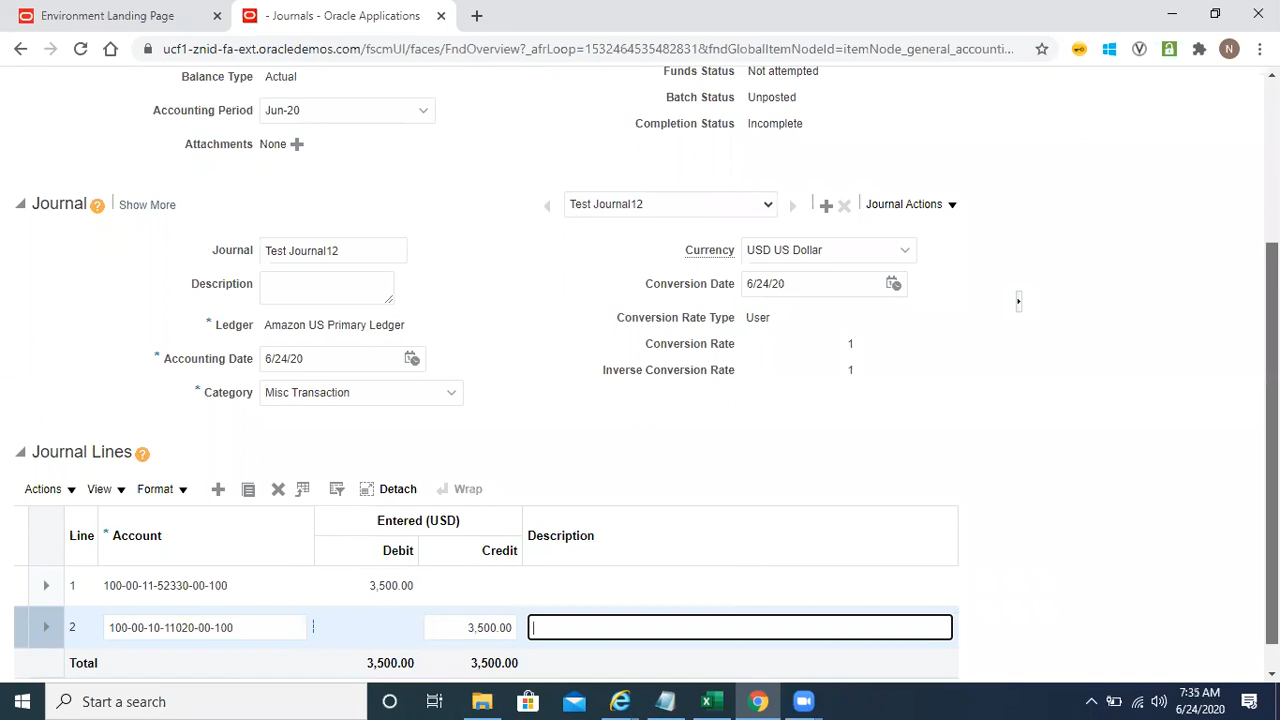 Environment Landing Page
- Journals - Oracle Applications
ucf1-znid-fa-ext.oracledemos.com/fscmUI/faces/FndOverview?_afrLoop=1532464535482831&fndGlobalItemNodeId=itemNode_general_accounti...
N
Balance Type Actual
Funds Status Not attempted
Accounting Period Jun-20
Batch Status Unposted
Completion Status Incomplete
Attachments None
Journal ? Show More
Test Journal12
Journal Actions
Journal Test Journal12
Currency USD US Dollar
Description
Conversion Date 6/24/20
* Ledger Amazon US Primary Ledger
Conversion Rate Type User
* Accounting Date 6/24/20
Conversion Rate 1
Inverse Conversion Rate 1
* Category Misc Transaction
Journal Lines ?
Actions View Format Detach Wrap
Line * Account Entered (USD) Description
Debit Credit
1 100-00-11-52330-00-100 3,500.00
2 100-00-10-11020-00-100 3,500.00
Total 3,500.00 3,500.00
Start a search
7:35 AM
6/24/2020